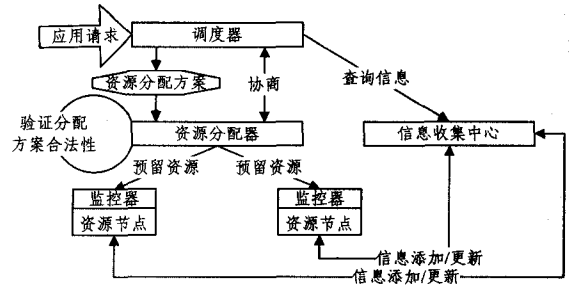 应用请求
调度器
资源分配方案
协商
查询信息
验证分配
方案合法性
资源分配器
信息收集中心
预留资源
预留资源
监控器
资源节点
监控器
资源节点
信息添加/更新
信息添加/更新